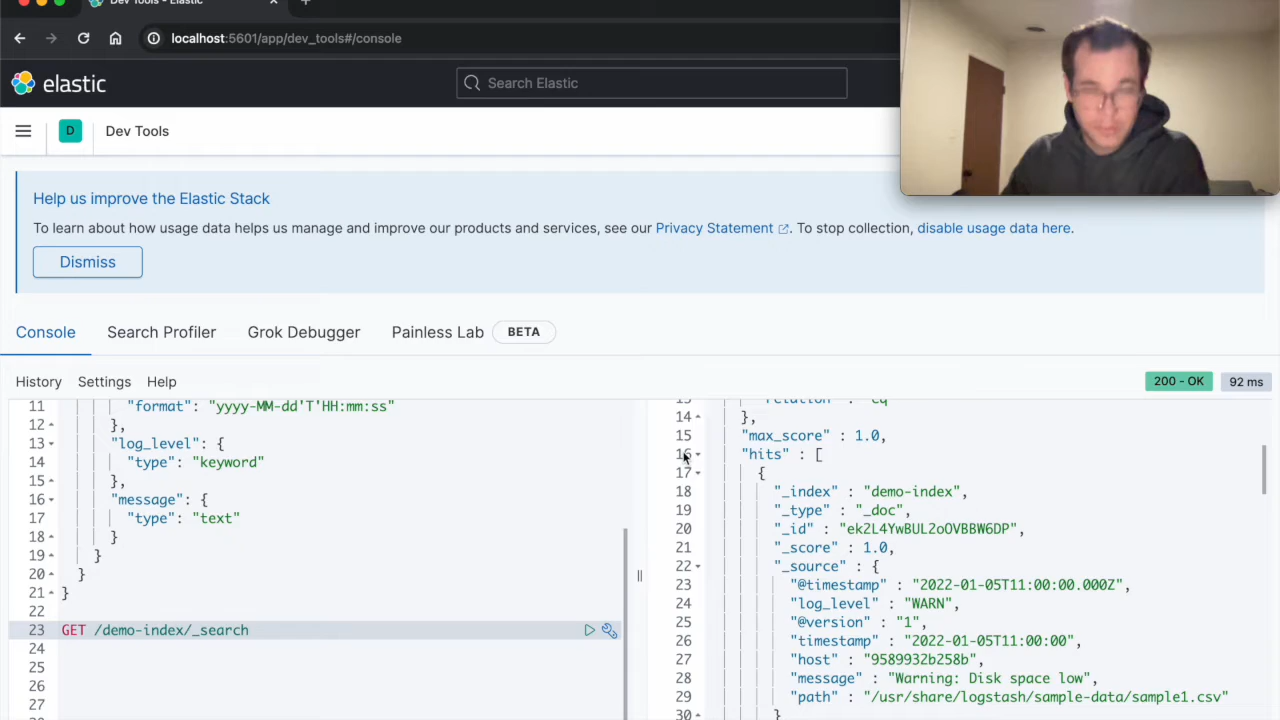 Dev Tools - Elastic
localhost:5601/app/dev_tools#/console
elastic
Search Elastic
D
Dev Tools
Help us improve the Elastic Stack
To learn about how usage data helps us manage and improve our products and services, see our Privacy Statement. To stop collection, disable usage data here.
Dismiss
Console Search Profiler Grok Debugger Painless Lab BETA
History Settings Help
200 - OK 92 ms
11 "format": "yyyy-MM-dd'T'HH:mm:ss"
12 },
13 "log_level": {
14 "type": "keyword"
15 },
16 "message": {
17 "type": "text"
18 }
19 }
20 }
21 }
22
23 GET /demo-index/_search
24
25
26
27
13 "relation" : "eq"
14 },
15 "max_score" : 1.0,
16 "hits" : [
17 {
18 "_index" : "demo-index",
19 "_type" : "_doc",
20 "_id" : "ek2L4YwBUL2oOVBBW6DP",
21 "_score" : 1.0,
22 "_source" : {
23 "@timestamp" : "2022-01-05T11:00:00.000Z",
24 "log_level" : "WARN",
25 "@version" : "1",
26 "timestamp" : "2022-01-05T11:00:00",
27 "host" : "9589932b258b",
28 "message" : "Warning: Disk space low",
29 "path" : "/usr/share/logstash/sample-data/sample1.csv"
30 }